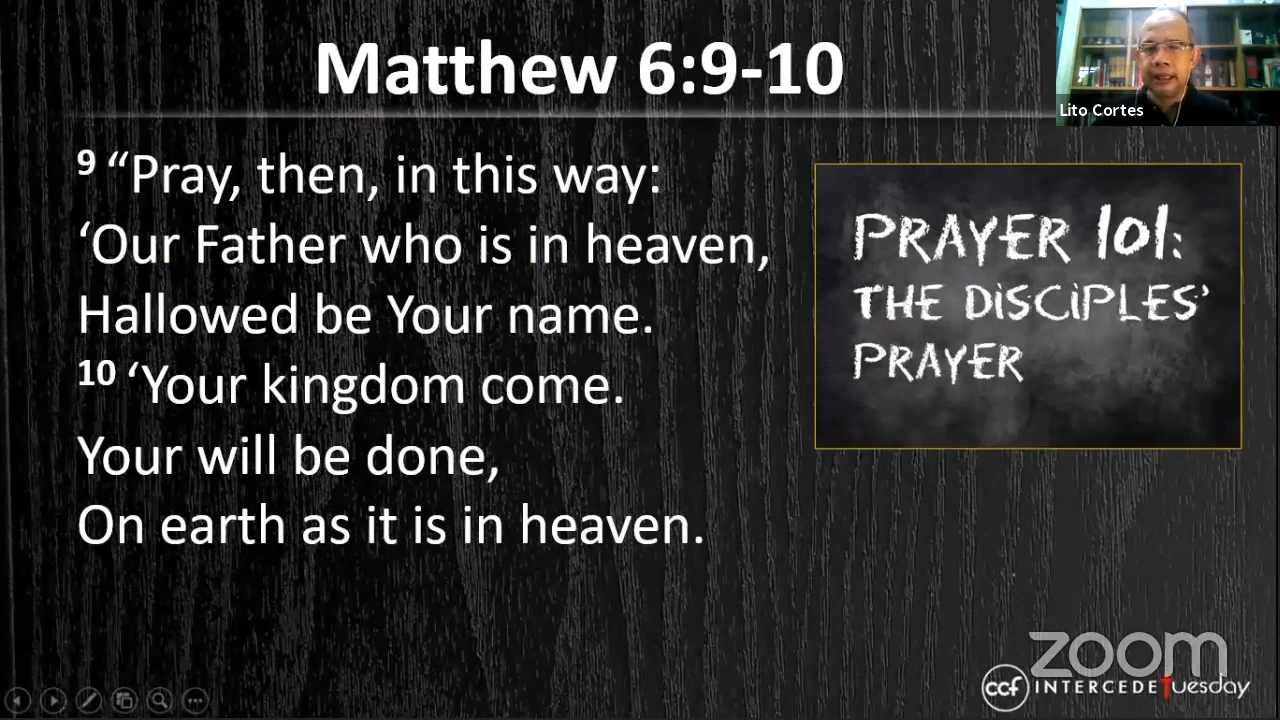 Matthew 6:9-10
Lito Cortes
9 “Pray, then, in this way:
‘Our Father who is in heaven,
Hallowed be Your name.
10 ‘Your kingdom come.
Your will be done,
On earth as it is in heaven.
PRAYER 101:
THE DISCIPLES’
PRAYER
zoom
ccf INTERCEDE Tuesday